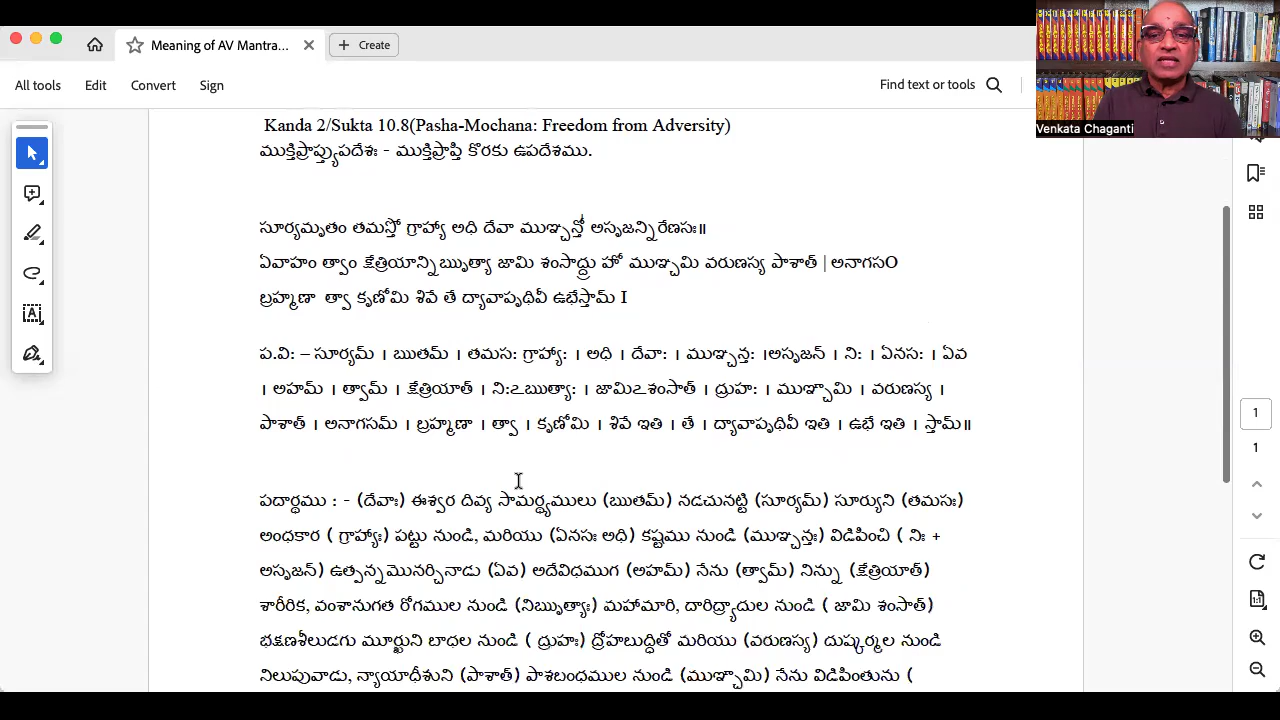 Meaning of AV Mantra...
Create
All tools
Edit
Convert
Sign
Find text or tools
Venkata Chaganti
Kanda 2/Sukta 10.8(Pasha-Mochana: Freedom from Adversity)
ముక్తిప్రాప్త్యుపదేశః - ముక్తిప్రాప్తి కొరకు ఉపదేశము.
సూర్యమృతం తమసో గ్రాహ్యా అధి దేవా ముఞ్చన్తో అసృజన్నిరేణసః॥
ఏవాహం త్వాం క్షేత్రియాన్నిఋృత్యా జామి శంసాద్ద్రు హో ముఞ్చమి వరుణస్య పాశాత్ | అనాగసO
బ్రహ్మణా త్వా కృణోమి శివే తే ద్యావాపృథివీ ఉభేస్తామ్ I
ప.వి: – సూర్యమ్ । ఋతమ్ । తమస: గ్రాహ్యా: । అధి । దేవా: । ముఞ్చన్త: ।అసృజన్ । ని: । ఏనస: । ఏవ
। అహమ్ । త్వామ్ । క్షేత్రియాత్ । ని:ఽఋత్యా: । జామిఽశంసాత్ । ద్రుహ: । ముఞ్చామి । వరుణస్య ।
పాశాత్ । అనాగసమ్ । బ్రహ్మణా । త్వా । కృణోమి । శివే ఇతి । తే । ద్యావాపృథివీ ఇతి । ఉభే ఇతి । స్తామ్॥
పదార్థము : - (దేవాః) ఈశ్వర దివ్య సామర్థ్యములు (ఋతమ్) నడచునట్టి (సూర్యమ్) సూర్యుని (తమసః)
అంధకార ( గ్రాహ్యాః) పట్టు నుండి, మరియు (ఏనసః అధి) కష్టము నుండి (ముఞ్చన్తః) విడిపించి ( నిః +
అసృజన్) ఉత్పన్నమొనర్చినాడు (ఏవ) అదేవిధముగ (అహమ్) నేను (త్వామ్) నిన్ను (క్షేత్రియాత్)
శారీరిక, వంశానుగత రోగముల నుండి (నిఋృత్యాః) మహామారి, దారిద్ర్యాదుల నుండి ( జామి శంసాత్)
భక్షణశీలుడగు మూర్ఖుని బాధల నుండి ( ద్రుహః) ద్రోహబుద్ధితో మరియు (వరుణస్య) దుష్కర్మల నుండి
నిలుపువాడు, న్యాయాధీశుని (పాశాత్) పాశబంధముల నుండి (ముఞ్చామి) నేను విడిపింతును (
1
1